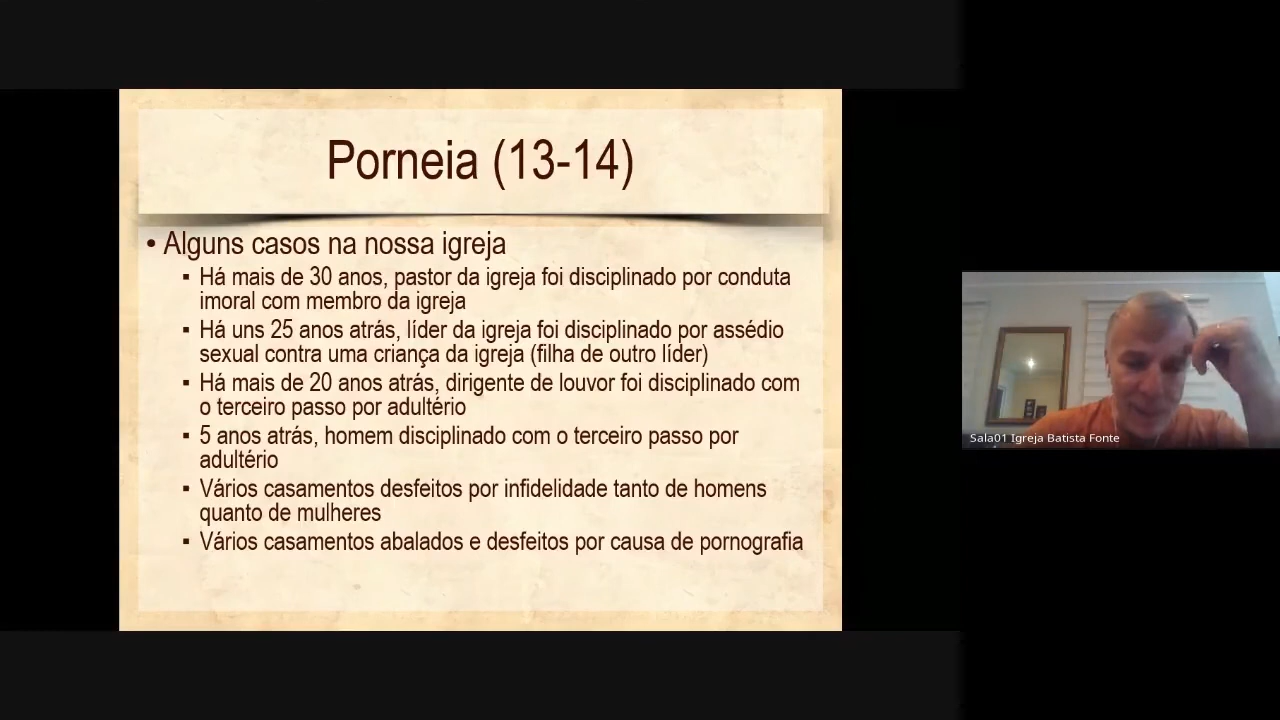 Porneia (13-14)
• Alguns casos na nossa igreja
▪ Há mais de 30 anos, pastor da igreja foi disciplinado por conduta
imoral com membro da igreja
▪ Há uns 25 anos atrás, líder da igreja foi disciplinado por assédio
sexual contra uma criança da igreja (filha de outro líder)
▪ Há mais de 20 anos atrás, dirigente de louvor foi disciplinado com
o terceiro passo por adultério
▪ 5 anos atrás, homem disciplinado com o terceiro passo por
adultério
▪ Vários casamentos desfeitos por infidelidade tanto de homens
quanto de mulheres
▪ Vários casamentos abalados e desfeitos por causa de pornografia
Sala01 Igreja Batista Fonte